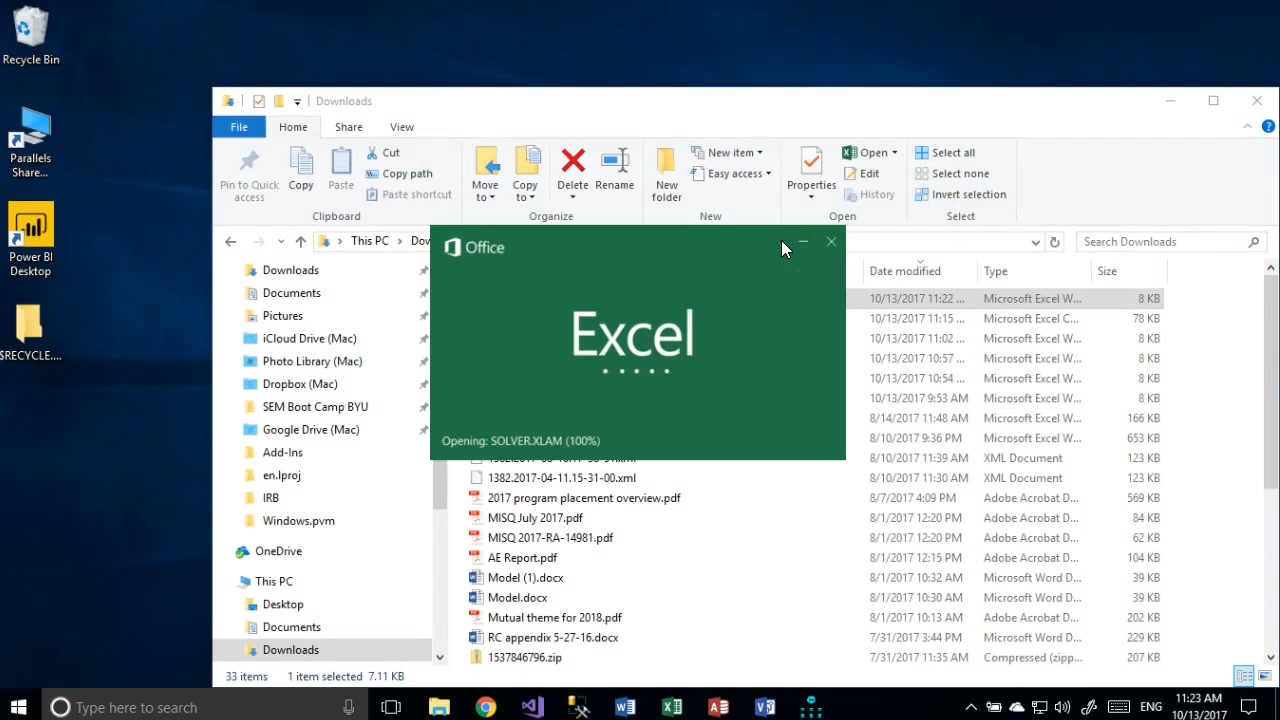 Recycle Bin
Parallels
Share...
Power BI
Desktop
$RECYCLE....
Downloads
File Home Share View
Pin to Quick
access
Copy
Paste
Cut
Copy path
Paste shortcut
Clipboard
Move
to
Copy
to
Delete
Rename
Organize
New
folder
New item
Easy access
New
Properties
Open
Edit
History
Open
Select all
Select none
Invert selection
Select
This PC
Search Downloads
Downloads
Documents
Pictures
iCloud Drive (Mac)
Photo Library (Mac)
Dropbox (Mac)
SEM Boot Camp BYU
Google Drive (Mac)
Add-Ins
en.lproj
IRB
Windows.pvm
OneDrive
This PC
Desktop
Documents
Downloads
Office
Excel
Opening: SOLVER.XLAM (100%)
Date modified Type Size
10/13/2017 11:22 ... Microsoft Excel W... 8 KB
10/13/2017 11:15 ... Microsoft Excel C... 78 KB
10/13/2017 11:02 ... Microsoft Excel W... 8 KB
10/13/2017 10:57 ... Microsoft Excel W... 8 KB
10/13/2017 10:54 ... Microsoft Excel W... 8 KB
10/13/2017 9:53 AM Microsoft Excel W... 8 KB
8/14/2017 11:48 AM Microsoft Excel W... 166 KB
8/10/2017 9:36 PM Microsoft Excel W... 653 KB
8/10/2017 11:39 AM XML Document 123 KB
1382.2017-04-11.15-31-00.xml 8/10/2017 11:30 AM XML Document 123 KB
2017 program placement overview.pdf 8/7/2017 4:09 PM Adobe Acrobat D... 569 KB
MISQ July 2017.pdf 8/1/2017 12:20 PM Adobe Acrobat D... 84 KB
MISQ 2017-RA-14981.pdf 8/1/2017 12:20 PM Adobe Acrobat D... 62 KB
AE Report.pdf 8/1/2017 12:15 PM Adobe Acrobat D... 104 KB
Model (1).docx 8/1/2017 10:32 AM Microsoft Word D... 39 KB
Model.docx 8/1/2017 10:30 AM Microsoft Word D... 39 KB
Mutual theme for 2018.pdf 8/1/2017 10:13 AM Adobe Acrobat D... 202 KB
RC appendix 5-27-16.docx 7/31/2017 3:44 PM Microsoft Word D... 229 KB
1537846796.zip 7/31/2017 11:35 AM Compressed (zipp... 207 KB
33 items 1 item selected 7.11 KB
Type here to search
ENG
11:23 AM
10/13/2017